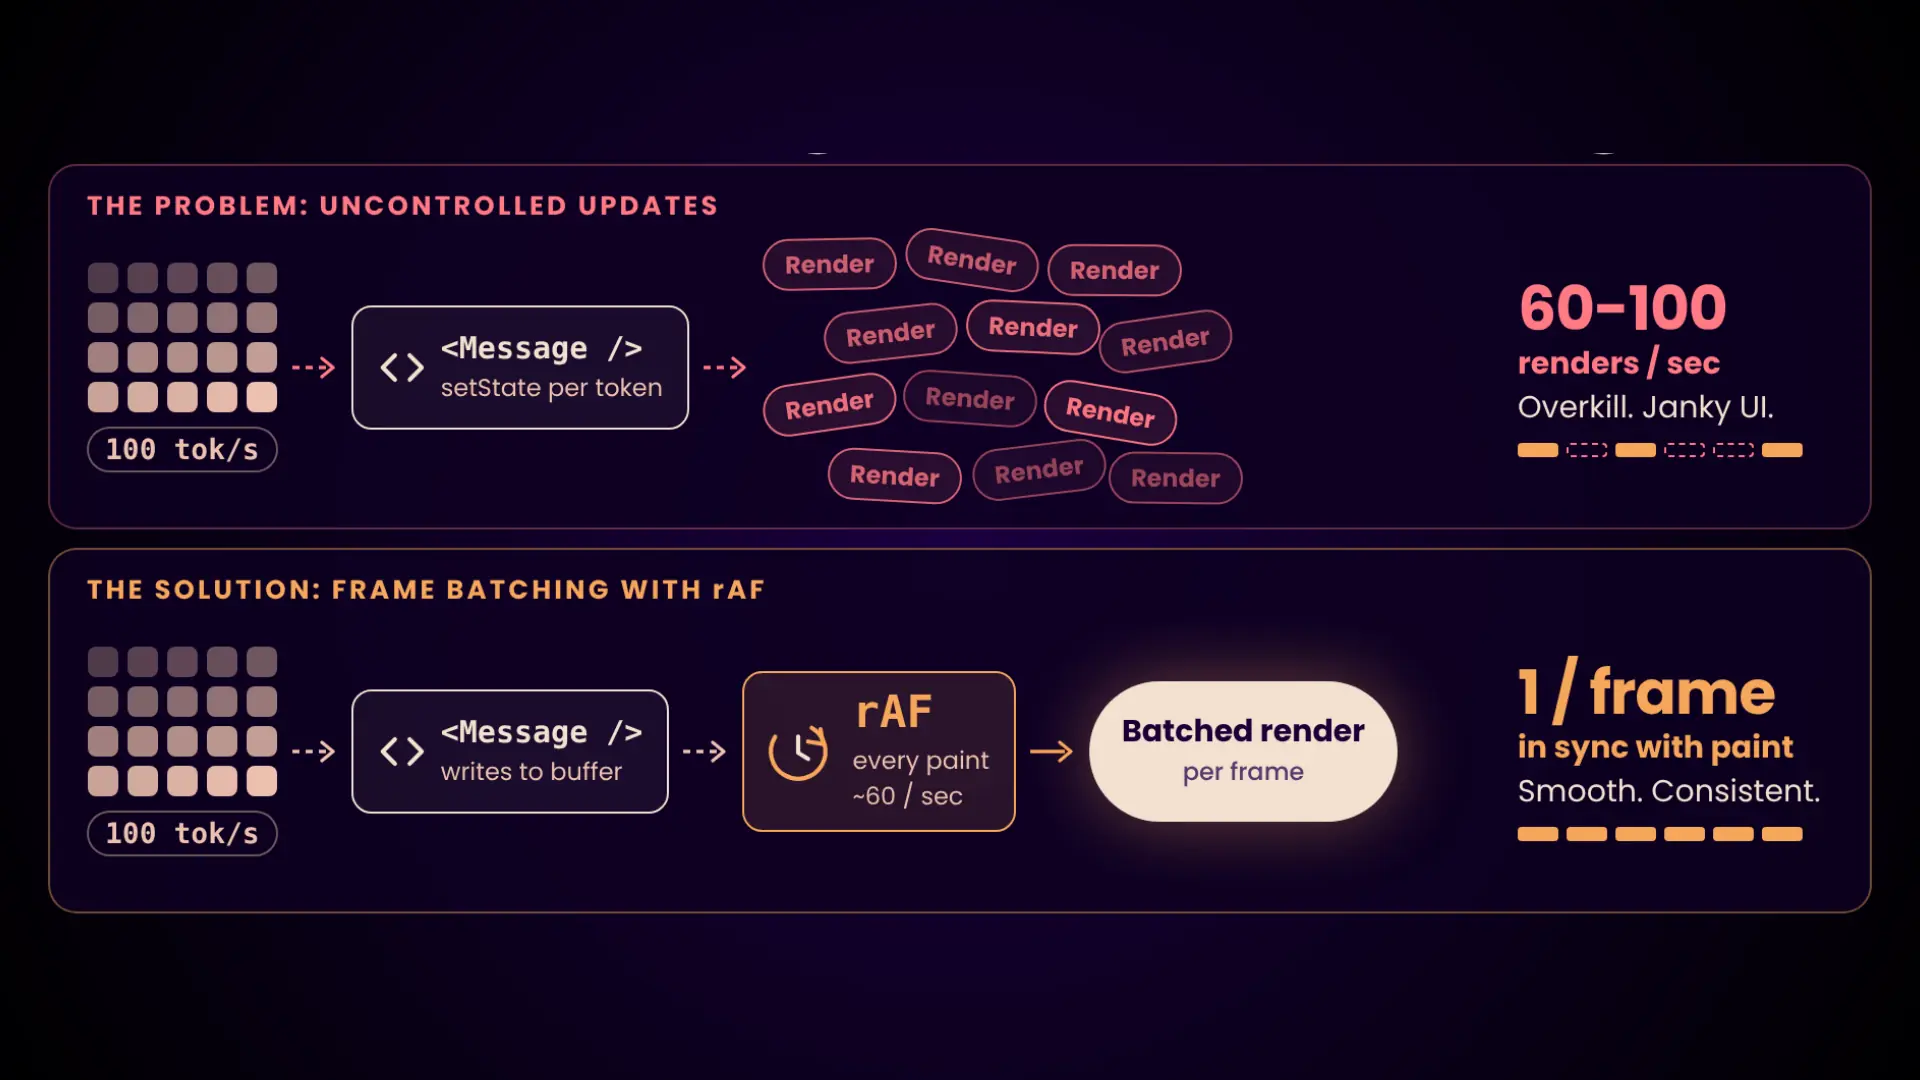 THE PROBLEM: UNCONTROLLED UPDATES
100 tok/s
<Message />
setState per token
Render
Render
Render
Render
Render
Render
Render
Render
Render
Render
Render
Render
60–100
renders / sec
Overkill. Janky UI.
THE SOLUTION: FRAME BATCHING WITH rAF
100 tok/s
<Message />
writes to buffer
rAF
every paint
~60 / sec
Batched render
per frame
1 / frame
in sync with paint
Smooth. Consistent.